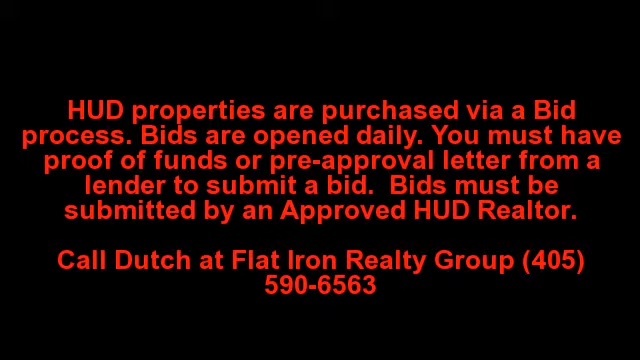 HUD properties are purchased via a Bid
process. Bids are opened daily. You must have
proof of funds or pre-approval letter from a
lender to submit a bid.  Bids must be
submitted by an Approved HUD Realtor.
Call Dutch at Flat Iron Realty Group (405)
590-6563